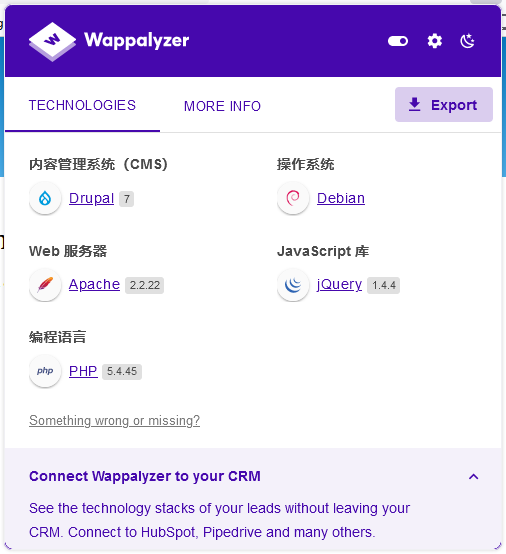 Wappalyzer
TECHNOLOGIES
MORE INFO
Export
内容管理系统（CMS）
操作系统
Drupal 7
Debian
Web 服务器
JavaScript 库
Apache 2.2.22
jQuery 1.4.4
编程语言
php PHP 5.4.45
Something wrong or missing?
Connect Wappalyzer to your CRM
See the technology stacks of your leads without leaving your
CRM. Connect to HubSpot, Pipedrive and many others.